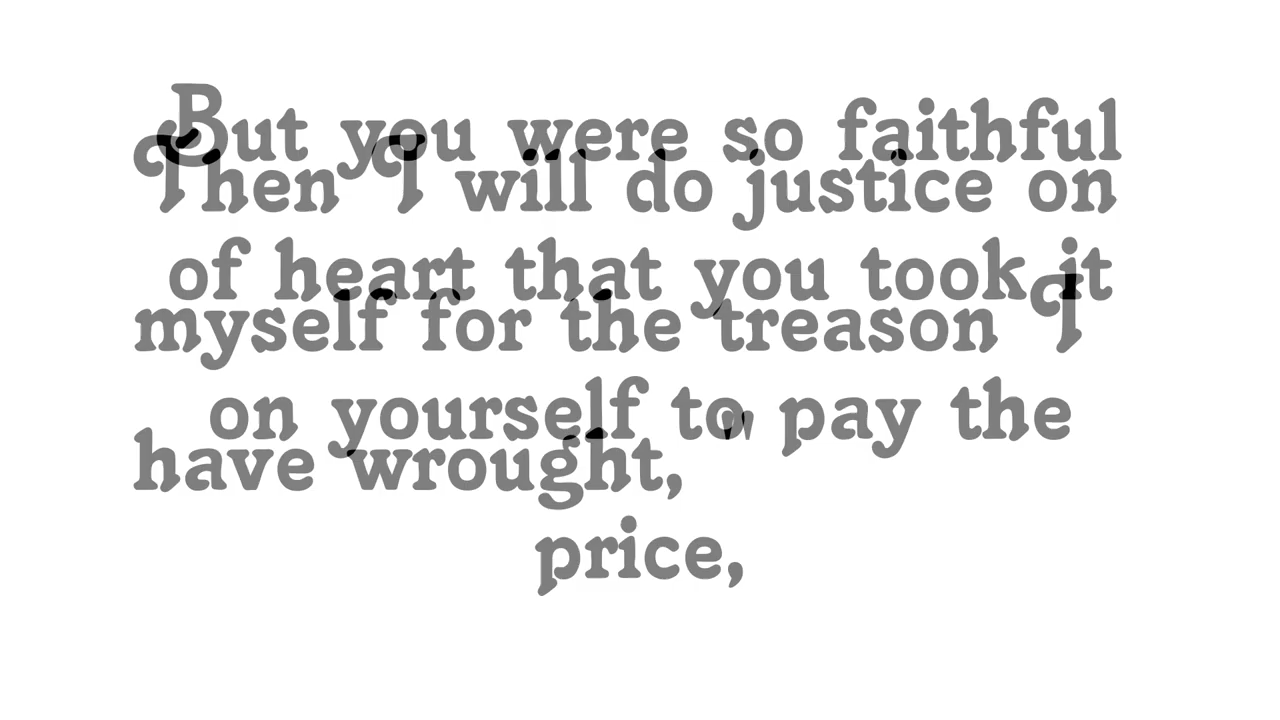 But you were so faithful
Then I will do justice on
of heart that you took it
myself for the treason I
on yourself to pay the
have wrought,"
price,